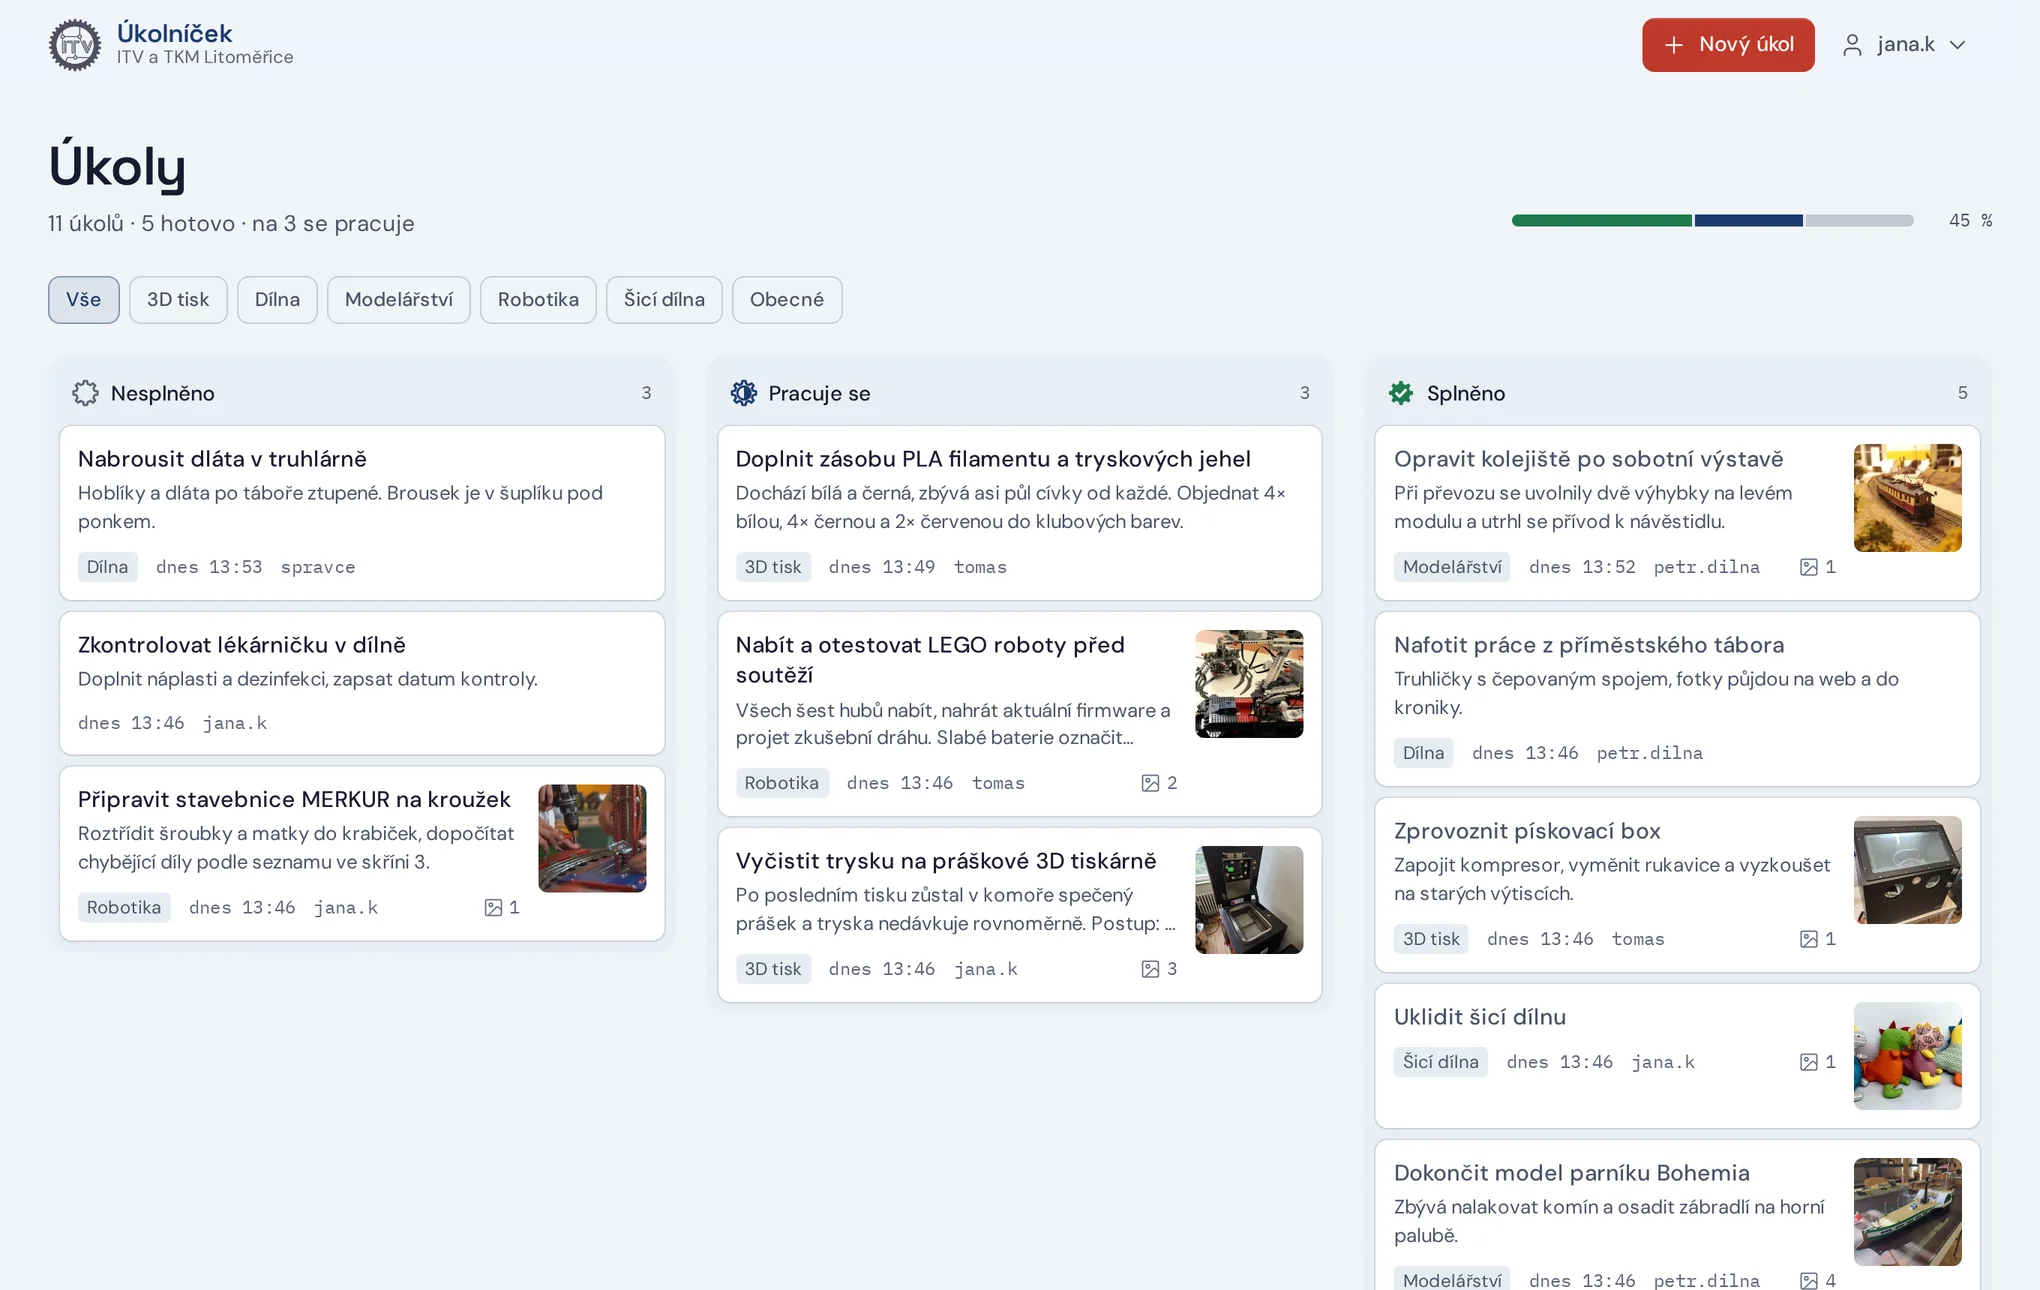 ITV
Úkolníček
ITV a TKM Litoměřice
Nový úkol
jana.k
Úkoly
11 úkolů · 5 hotovo · na 3 se pracuje
45 %
Vše
3D tisk
Dílna
Modelářství
Robotika
Šicí dílna
Obecné
Nesplněno
3
Nabrousit dláta v truhlárně
Hoblíky a dláta po táboře ztupené. Brousek je v šuplíku pod
ponkem.
Dílna dnes 13:53 spravce
Zkontrolovat lékárničku v dílně
Doplnit náplasti a dezinfekci, zapsat datum kontroly.
dnes 13:46 jana.k
Připravit stavebnice MERKUR na kroužek
Roztřídit šroubky a matky do krabiček, dopočítat
chybějící díly podle seznamu ve skříni 3.
Robotika dnes 13:46 jana.k 1
Pracuje se
3
Doplnit zásobu PLA filamentu a tryskových jehel
Dochází bílá a černá, zbývá asi půl cívky od každé. Objednat 4×
bílou, 4× černou a 2× červenou do klubových barev.
3D tisk dnes 13:49 tomas
Nabít a otestovat LEGO roboty před
soutěží
Všech šest hubů nabít, nahrát aktuální firmware a
projet zkušební dráhu. Slabé baterie označit…
Robotika dnes 13:46 tomas 2
Vyčistit trysku na práškové 3D tiskárně
Po posledním tisku zůstal v komoře spečený
prášek a tryska nedávkuje rovnoměrně. Postup: …
3D tisk dnes 13:46 jana.k 3
Splněno
5
Opravit kolejiště po sobotní výstavě
Při převozu se uvolnily dvě výhybky na levém
modulu a utrhl se přívod k návěstidlu.
Modelářství dnes 13:52 petr.dilna 1
Nafotit práce z příměstského tábora
Truhličky s čepovaným spojem, fotky půjdou na web a do
kroniky.
Dílna dnes 13:46 petr.dilna
Zprovoznit pískovací box
Zapojit kompresor, vyměnit rukavice a vyzkoušet
na starých výtiscích.
3D tisk dnes 13:46 tomas 1
Uklidit šicí dílnu
Šicí dílna dnes 13:46 jana.k 1
Dokončit model parníku Bohemia
Zbývá nalakovat komín a osadit zábradlí na horní
palubě.
Modelářství dnes 13:46 petr.dilna 4